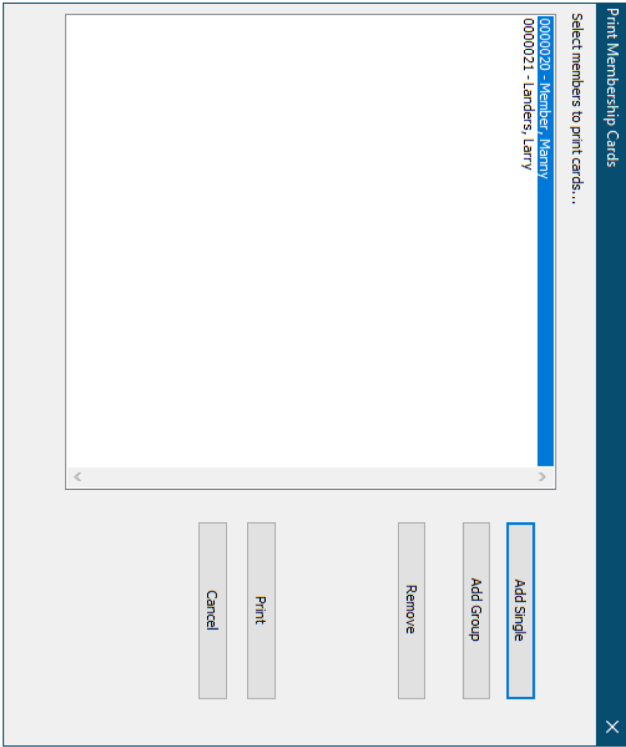 Print Membership Cards
Select members to print cards...
0000020 - Member, Manny
0000021 - Landers, Larry
Add Single
Add Group
Remove
Print
Cancel